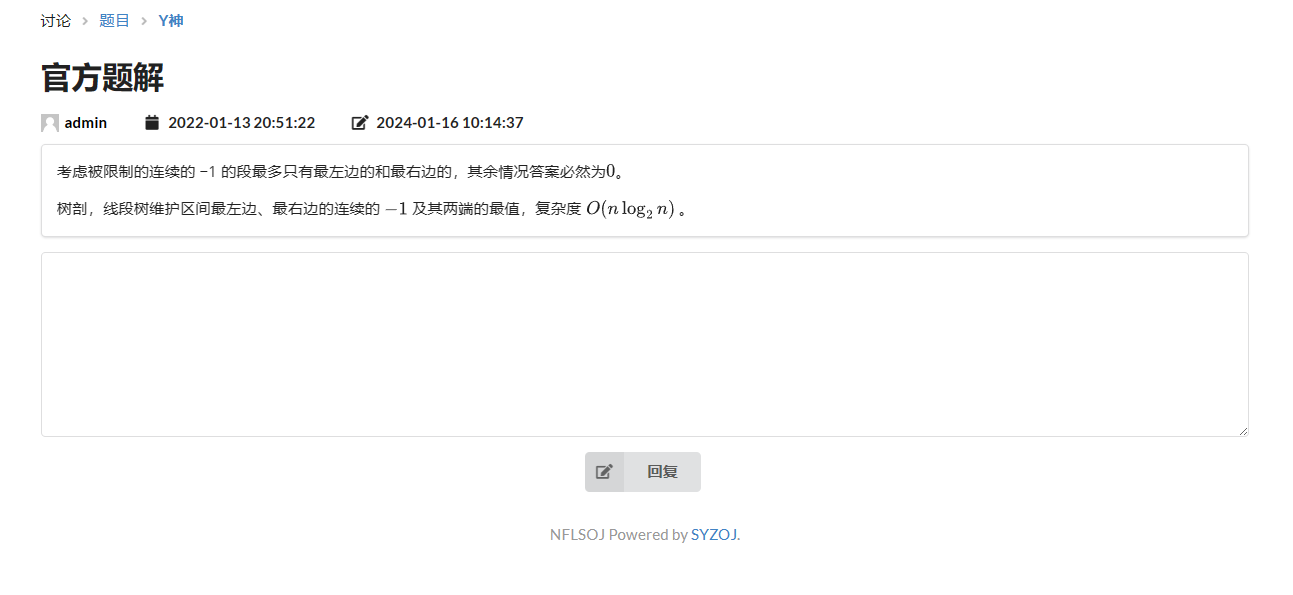 讨论 > 题目 > Y神
官方题解
admin 2022-01-13 20:51:22 2024-01-16 10:14:37
考虑被限制的连续的 −1 的段最多只有最左边的和最右边的，其余情况答案必然为0。
树剖，线段树维护区间最左边、最右边的连续的 −1 及其两端的最值，复杂度 O(n log₂ n) 。
回复
NFLSOJ Powered by SYZOJ.